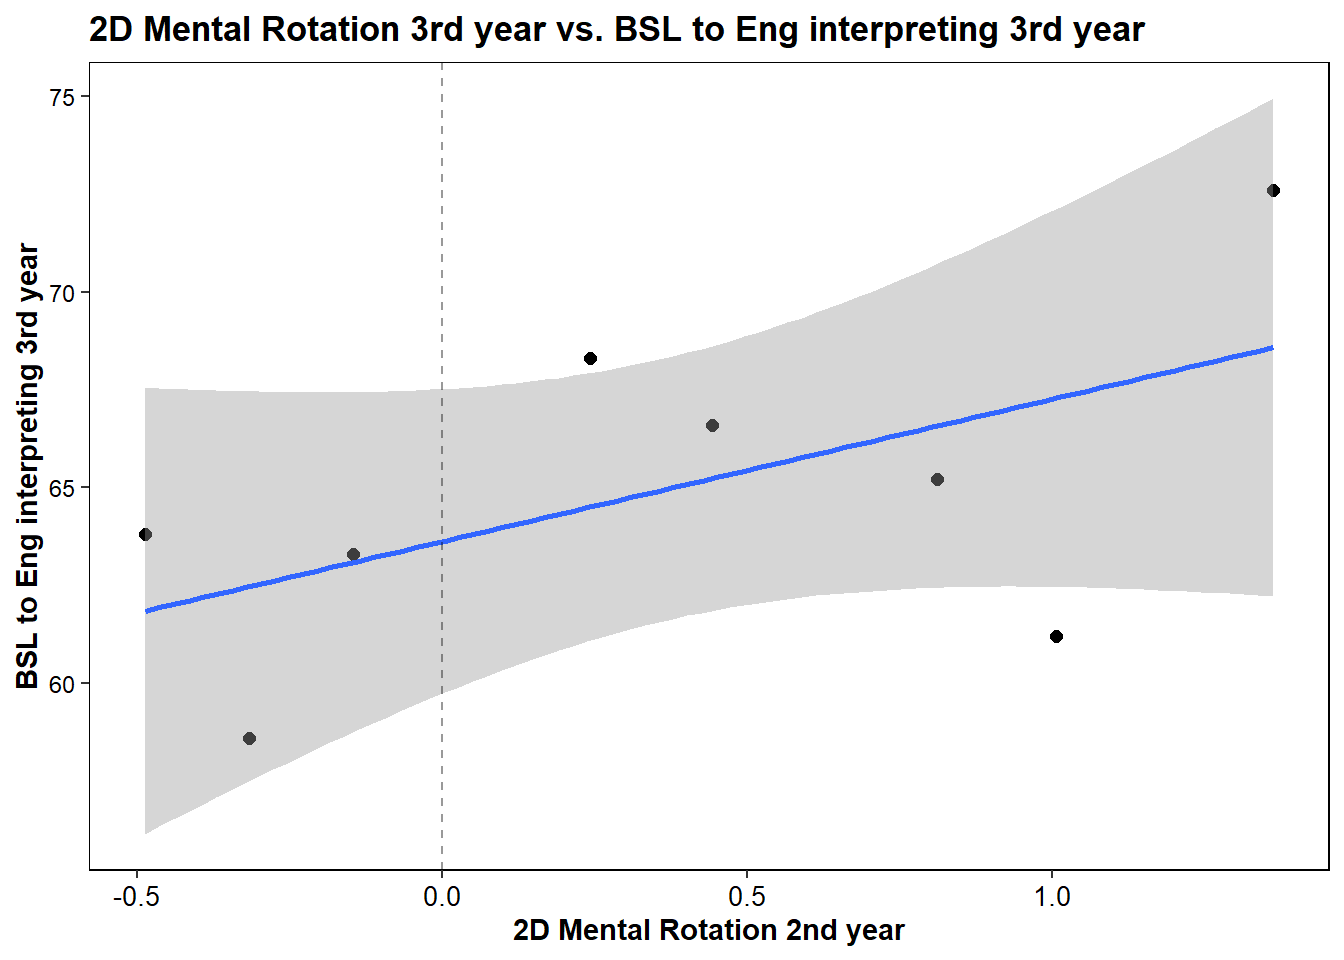 2D Mental Rotation 3rd year vs. BSL to Eng interpreting 3rd year
BSL to Eng interpreting 3rd year
75
70
65
60
-0.5
0.0
0.5
1.0
2D Mental Rotation 2nd year